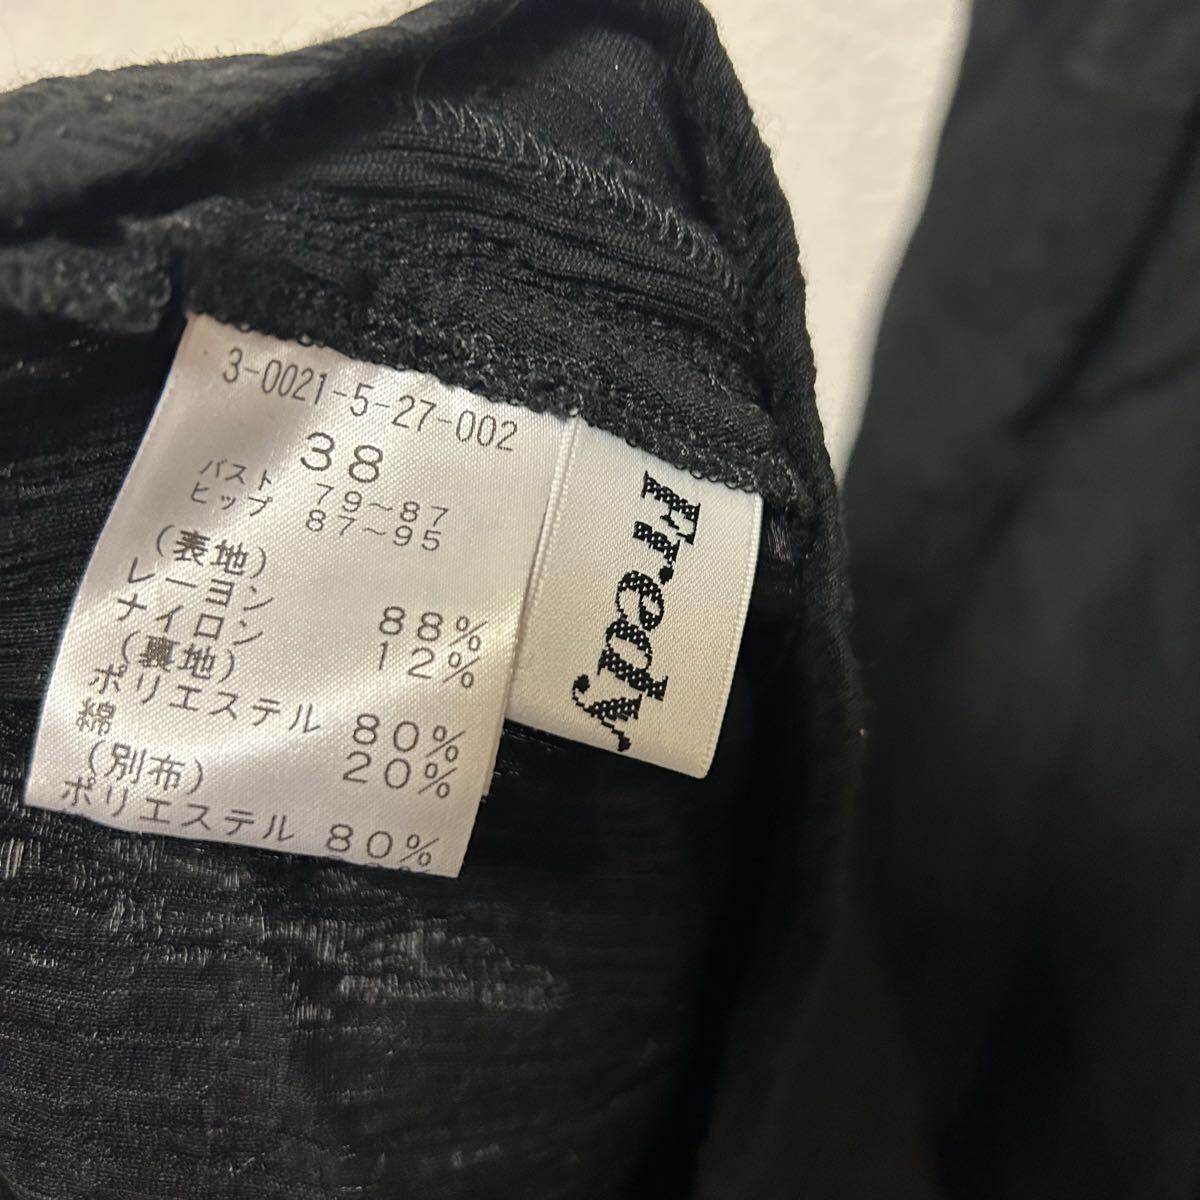 3-0021-5-27-002
38
バスト 79~87
ヒップ 87~95
(表地)
レーヨン 88%
ナイロン 12%
(裏地)
ポリエステル 80%
綿 20%
(別布)
ポリエステル 80%
Fredy